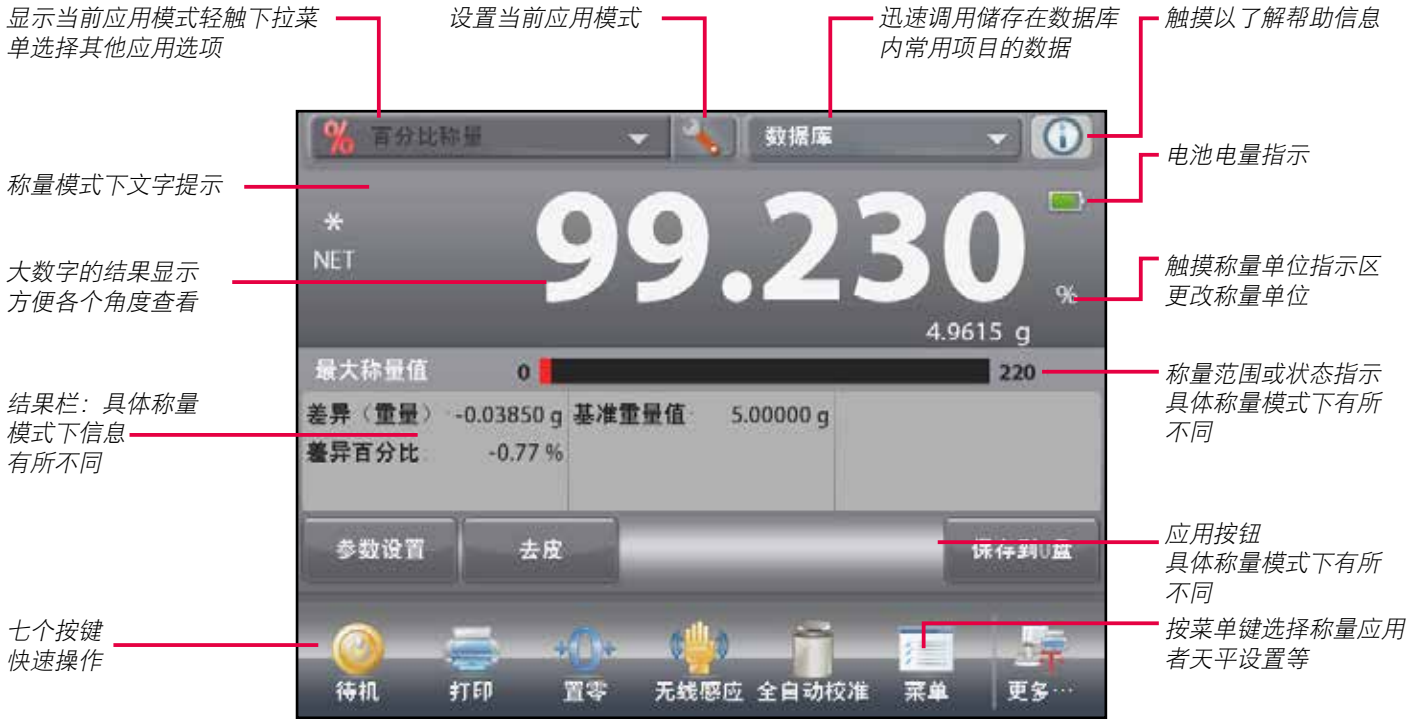 显示当前应用模式轻触下拉菜
单选择其他应用选项
设置当前应用模式
迅速调用储存在数据库
内常用项目的数据
触摸以了解帮助信息
% 百分比称量
数据库
电池电量指示
称量模式下文字提示
*
NET
99.230
%
4.9615 g
大数字的结果显示
方便各个角度查看
触摸称量单位指示区
更改称量单位
最大称量值 0 220
称量范围或状态指示
具体称量模式下有所
不同
结果栏：具体称量
模式下信息
有所不同
差异（重量） -0.03850 g 基准重量值 5.00000 g
差异百分比 -0.77 %
参数设置
去皮
保存到U盘
应用按钮
具体称量模式下有所
不同
七个按键
快速操作
按菜单键选择称量应用
者天平设置等
+0+
待机 打印 置零 无线感应 全自动校准 菜单 更多…